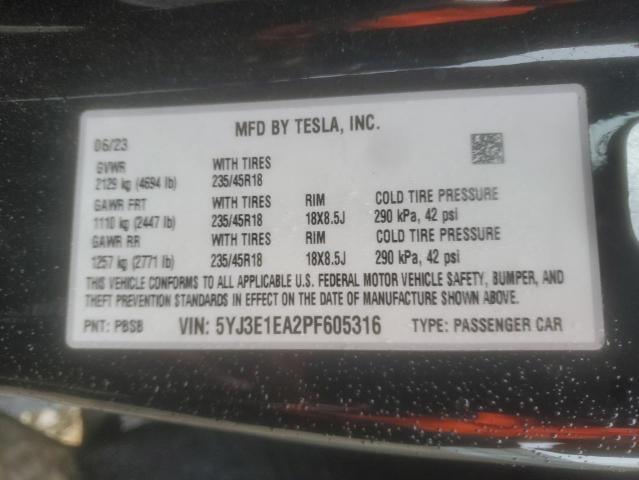 MFD BY TESLA, INC.
06/23
GVWR WITH TIRES
2129 kg (4694 lb) 235/45R18
GAWR FRT WITH TIRES RIM COLD TIRE PRESSURE
1110 kg (2447 lb) 235/45R18 18X8.5J 290 kPa, 42 psi
GAWR RR WITH TIRES RIM COLD TIRE PRESSURE
1257 kg (2771 lb) 235/45R18 18X8.5J 290 kPa, 42 psi
THIS VEHICLE CONFORMS TO ALL APPLICABLE U.S. FEDERAL MOTOR VEHICLE SAFETY, BUMPER, AND
THEFT PREVENTION STANDARDS IN EFFECT ON THE DATE OF MANUFACTURE SHOWN ABOVE.
PNT: PBSB VIN: 5YJ3E1EA2PF605316 TYPE: PASSENGER CAR